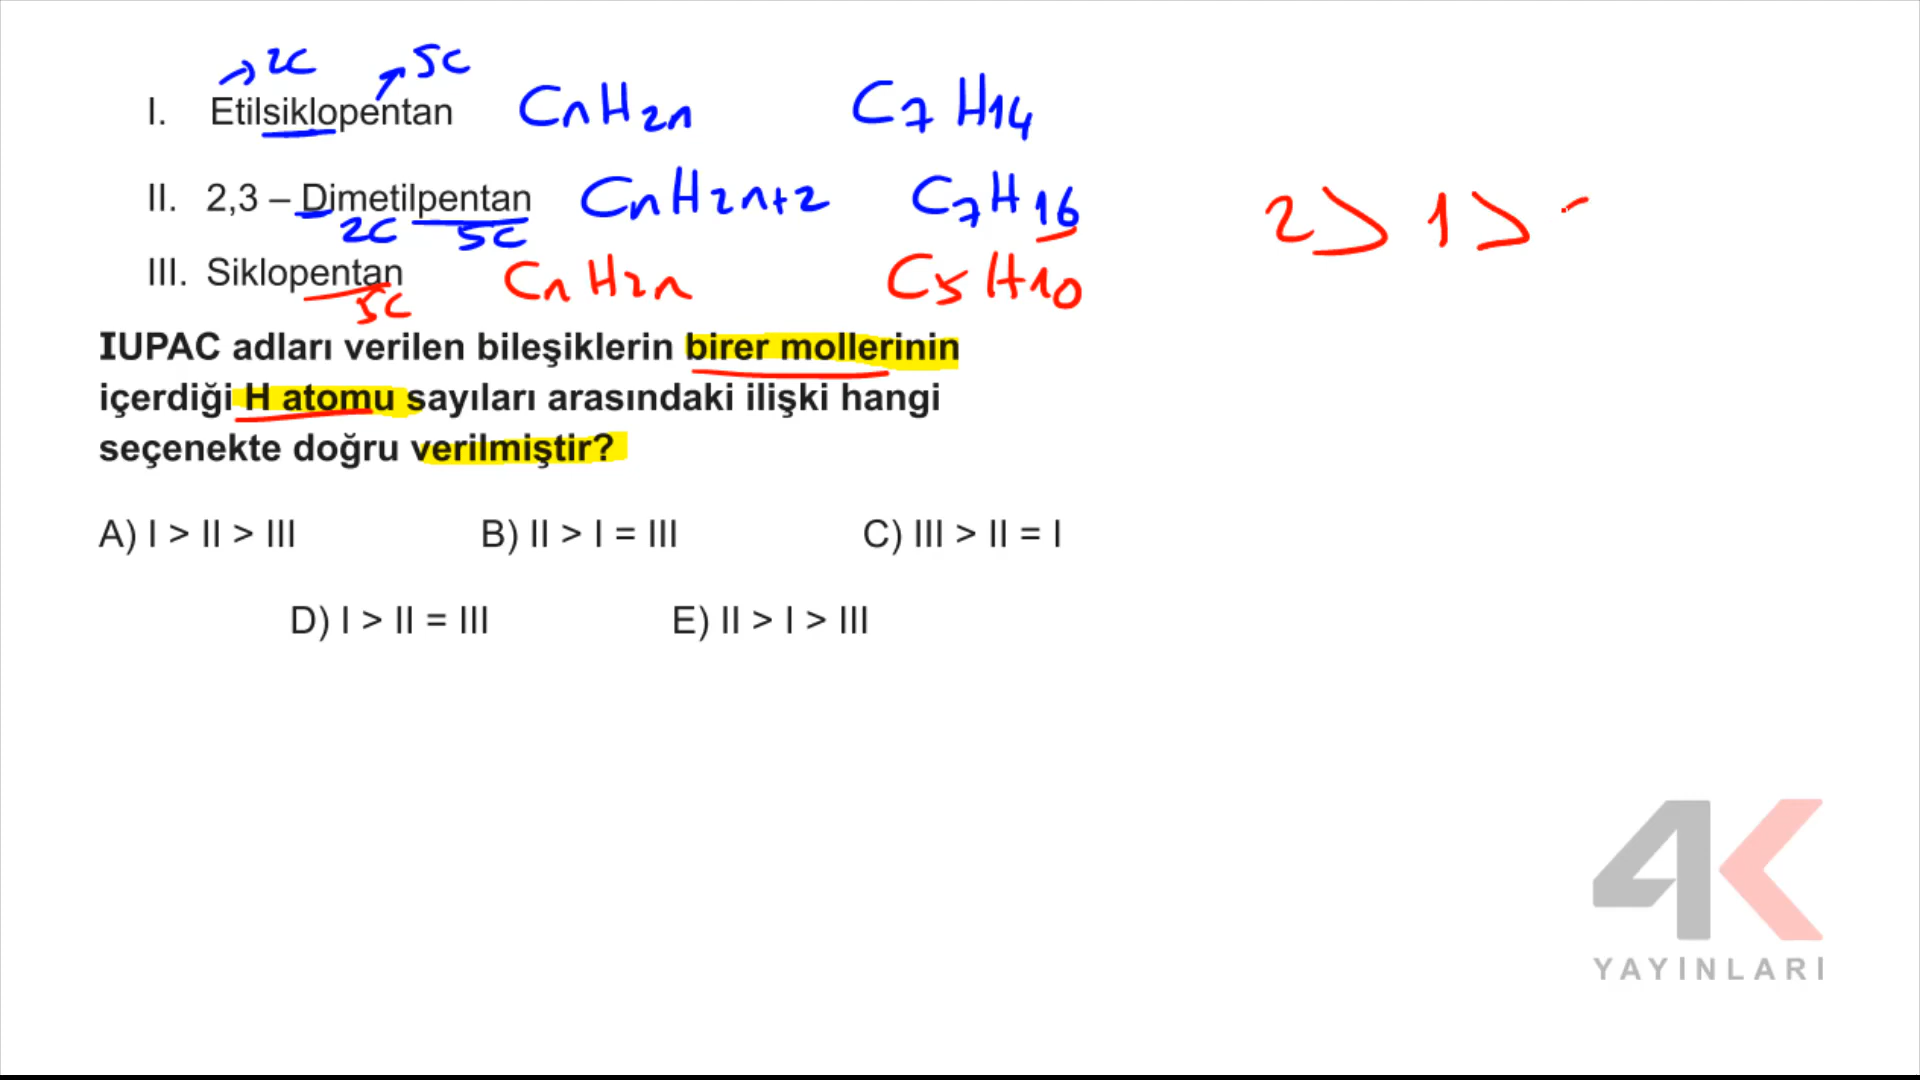 2C 5C
I. Etilsiklopentan CnH2n C7H14
II. 2,3 – Dimetilpentan CnH2n+2 C7H16 2 > 1 >
2C 5C
III. Siklopentan CnH2n C5H10
5C
IUPAC adları verilen bileşiklerin birer mollerinin
içerdiği H atomu sayıları arasındaki ilişki hangi
seçenekte doğru verilmiştir?
A) I > II > III B) II > I = III C) III > II = I
D) I > II = III E) II > I > III
4K
YAYINLARI